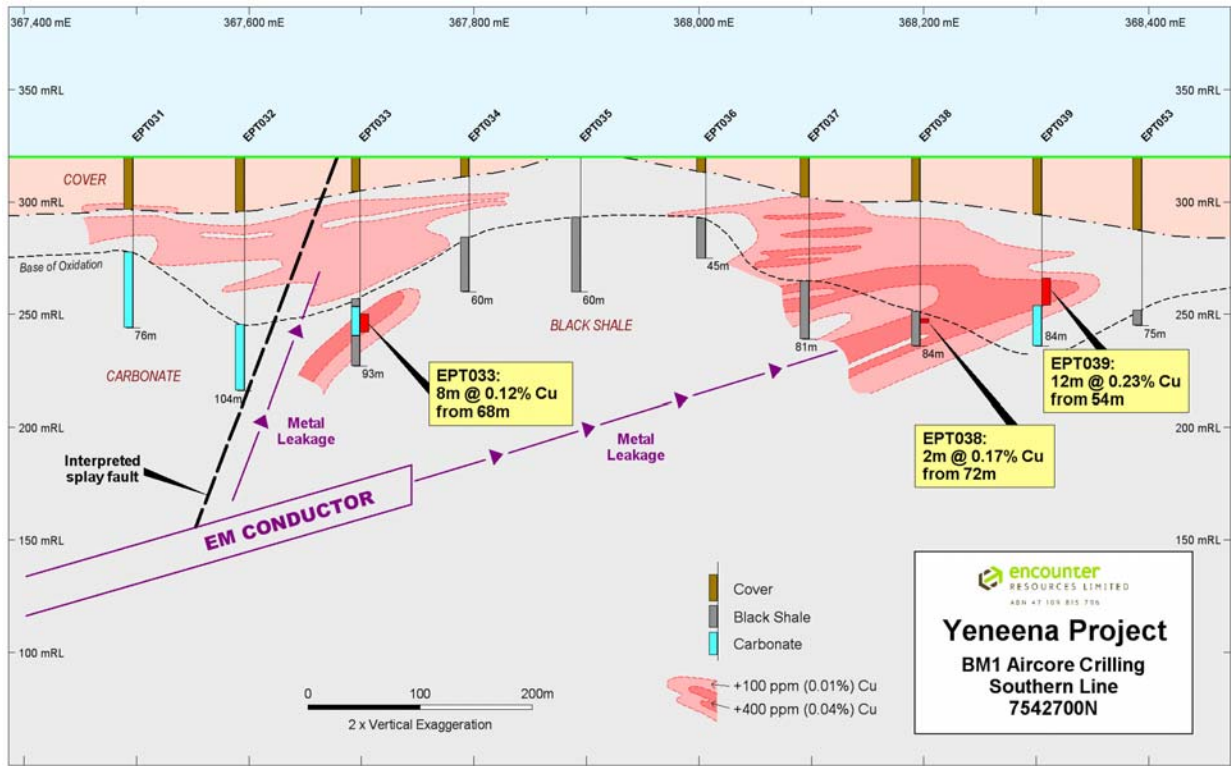 367,400 mE
367,600 mE
367,800 mE
368,000 mE
368,200 mE
368,400 mE
350 mRL
350 mRL
EPT031
EPT032
EPT033
EPT034
EPT035
EPT036
EPT037
EPT038
EPT039
EPT053
COVER
300 mRL
300 mRL
Base of Oxidation
250 mRL
250 mRL
76m
104m
93m
60m
60m
45m
81m
84m
84m
75m
CARBONATE
BLACK SHALE
EPT033:
8m @ 0.12% Cu
from 68m
EPT039:
12m @ 0.23% Cu
from 54m
EPT038:
2m @ 0.17% Cu
from 72m
200 mRL
200 mRL
Metal
Leakage
Metal
Leakage
Interpreted
splay fault
EM CONDUCTOR
150 mRL
150 mRL
100 mRL
Cover
Black Shale
Carbonate
+100 ppm (0.01%) Cu
+400 ppm (0.04%) Cu
0 100 200m
2 x Vertical Exaggeration
encounter
RESOURCES LIMITED
ABN 47 109 815 796
Yeneena Project
BM1 Aircore Crilling
Southern Line
7542700N